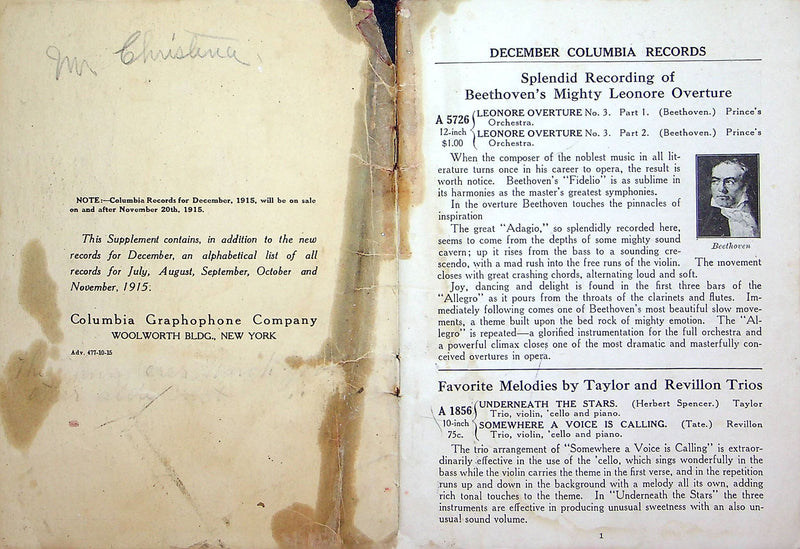 Mr Christena.
NOTE:—Columbia Records for December, 1915, will be on sale
on and after November 20th, 1915.
This Supplement contains, in addition to the new
records for December, an alphabetical list of all
records for July, August, September, October and
November, 1915.
Columbia Graphophone Company
WOOLWORTH BLDG., NEW YORK
Adv. 477-10-15
DECEMBER COLUMBIA RECORDS
Splendid Recording of
Beethoven's Mighty Leonore Overture
A 5726
12-inch
$1.00
LEONORE OVERTURE No. 3. Part 1. (Beethoven.) Prince's
Orchestra.
LEONORE OVERTURE No. 3. Part 2. (Beethoven.) Prince's
Orchestra.
When the composer of the noblest music in all lit-
erature turns once in his career to opera, the result is
worth notice. Beethoven's "Fidelio" is as sublime in
its harmonies as the master's greatest symphonies.
In the overture Beethoven touches the pinnacles of
inspiration
The great "Adagio," so splendidly recorded here,
seems to come from the depths of some mighty sound
cavern; up it rises from the bass to a sounding cre-
scendo, with a mad rush into the free runs of the violin. The movement
closes with great crashing chords, alternating loud and soft.
Beethoven
Joy, dancing and delight is found in the first three bars of the
"Allegro" as it pours from the throats of the clarinets and flutes. Im-
mediately following comes one of Beethoven's most beautiful slow move-
ments, a theme built upon the bed rock of mighty emotion. The "Al-
legro" is repeated—a glorified instrumentation for the full orchestra and
a powerful climax closes one of the most dramatic and masterfully con-
ceived overtures in opera.
Favorite Melodies by Taylor and Revillon Trios
A 1856
10-inch
75c.
UNDERNEATH THE STARS. (Herbert Spencer.) Taylor
Trio, violin, 'cello and piano.
SOMEWHERE A VOICE IS CALLING. (Tate.) Revillon
Trio, violin, 'cello and piano.
The trio arrangement of "Somewhere a Voice is Calling" is extraor-
dinarily effective in the use of the 'cello, which sings wonderfully in the
bass while the violin carries the theme in the first verse, and in the repetition
runs up and down in the background with a melody all its own, adding
rich tonal touches to the theme. In "Underneath the Stars" the three
instruments are effective in producing unusual sweetness with an also un-
usual sound volume.
1